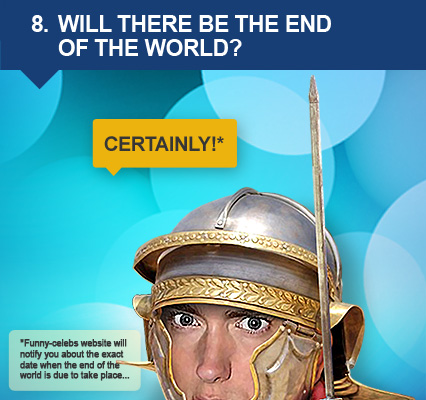 8. WILL THERE BE THE END
OF THE WORLD?
CERTAINLY!*
*Funny-celebs website will
notify you about the exact
date when the end of the
world is due to take place...